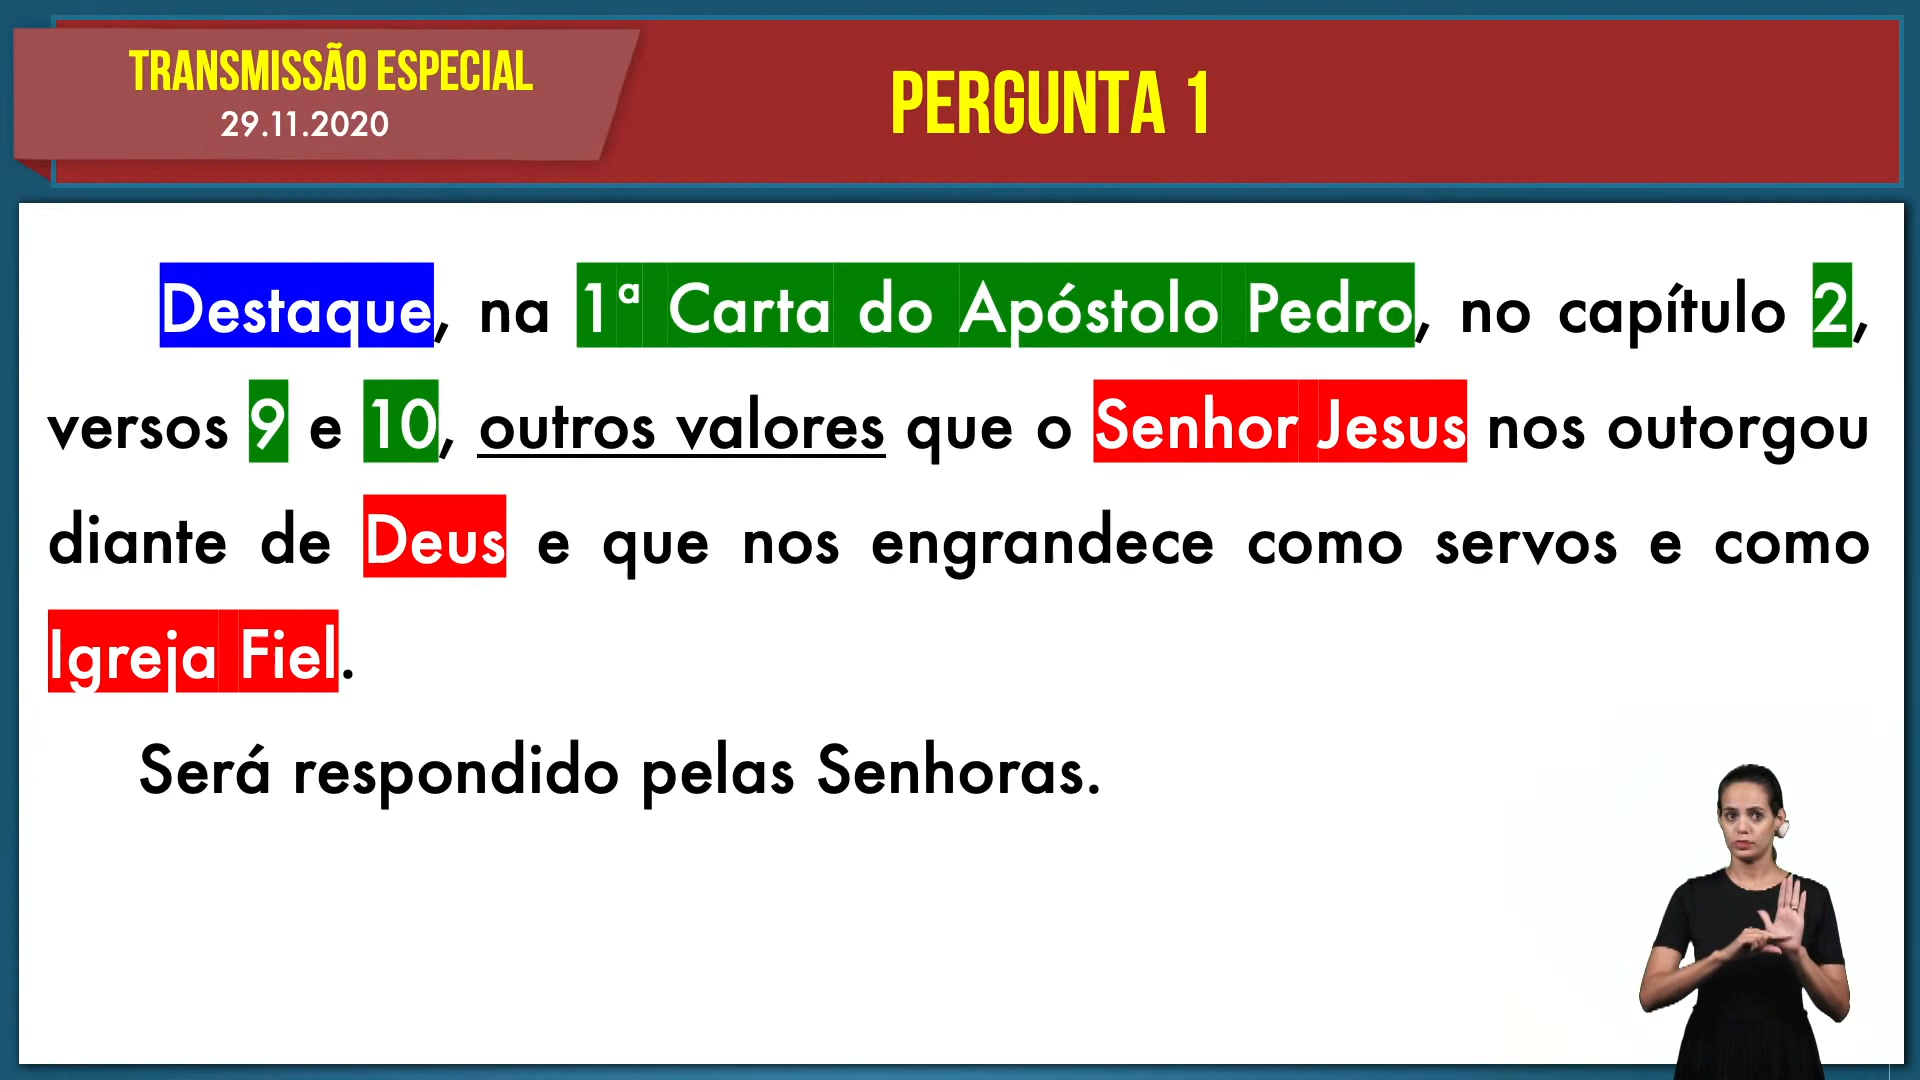 TRANSMISSÃO ESPECIAL
29.11.2020
PERGUNTA 1
Destaque, na 1ª Carta do Apóstolo Pedro, no capítulo 2,
versos 9 e 10, outros valores que o Senhor Jesus nos outorgou
diante de Deus e que nos engrandece como servos e como
Igreja Fiel.
Será respondido pelas Senhoras.